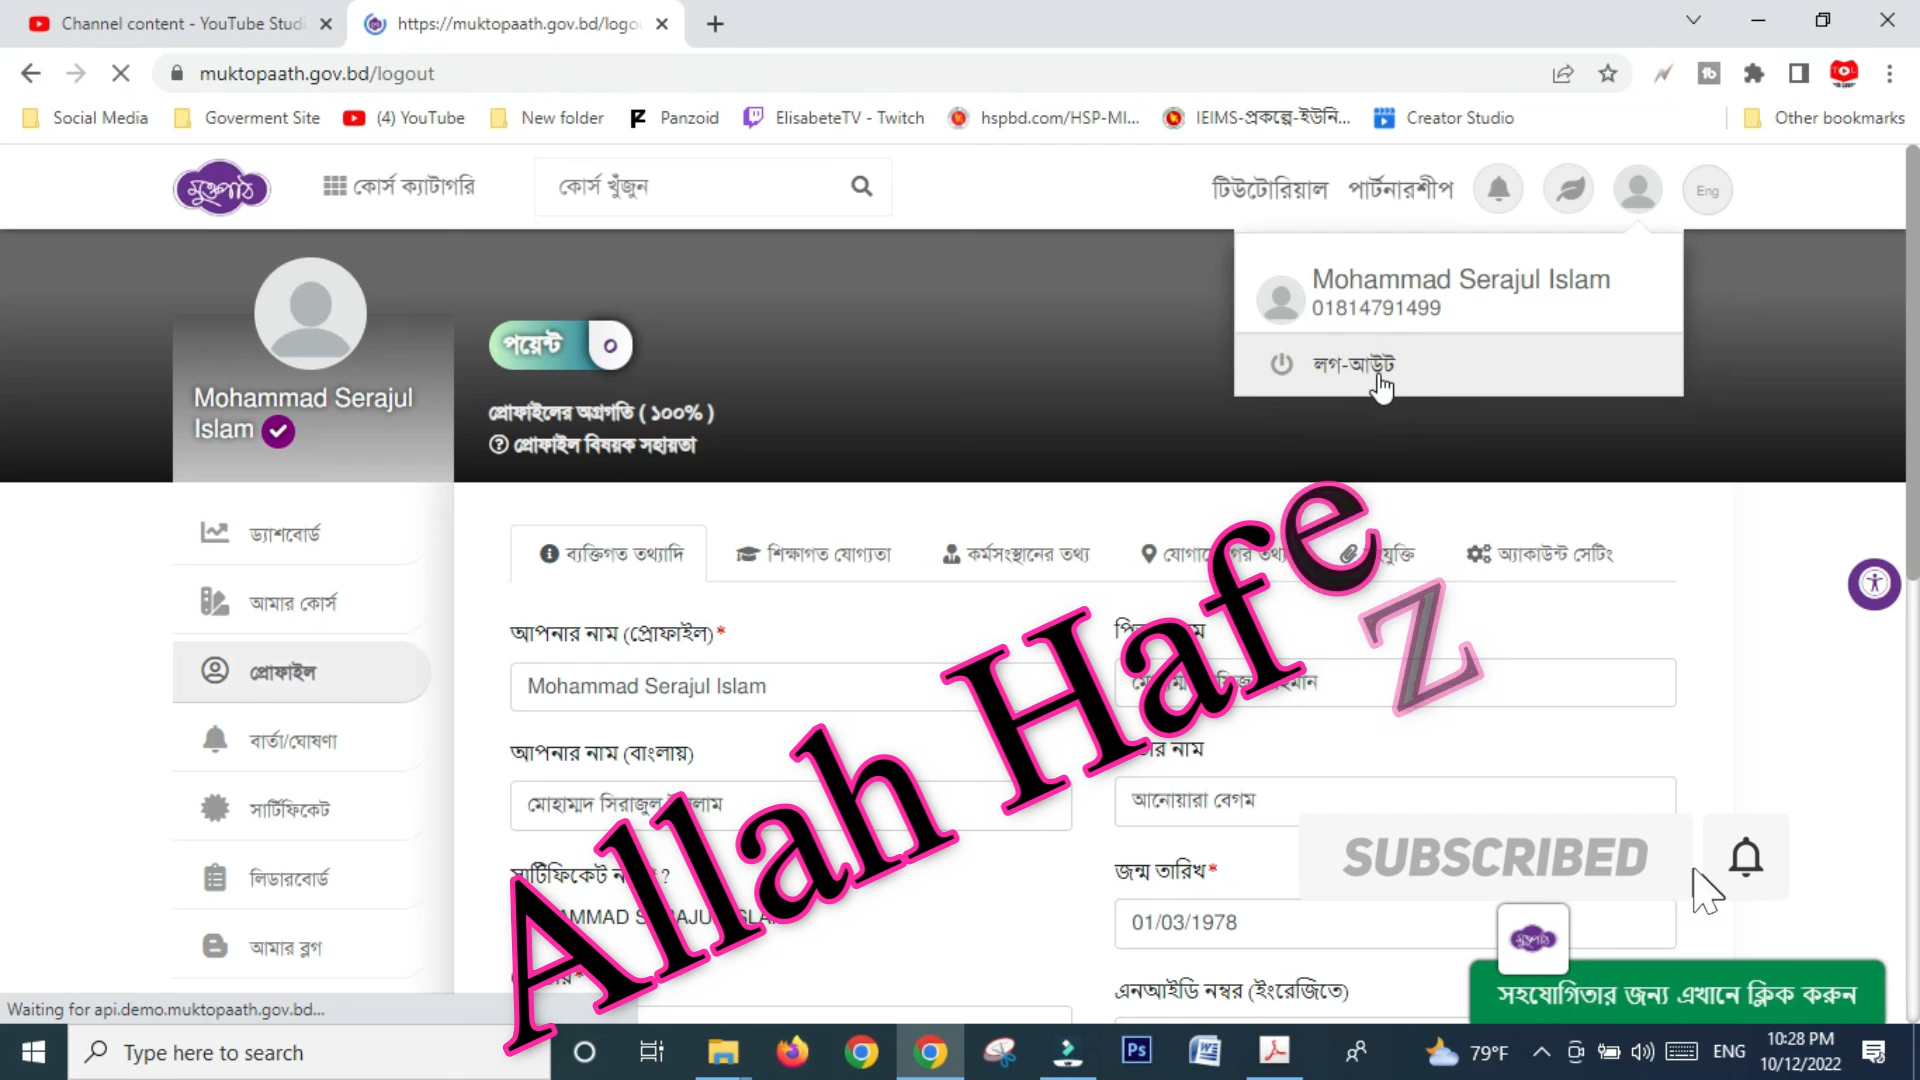 Channel content - YouTube Studi
https://muktopaath.gov.bd/logo
muktopaath.gov.bd/logout
Social Media
Goverment Site
(4) YouTube
New folder
Panzoid
ElisabeteTV - Twitch
hspbd.com/HSP-MI...
IEIMS-প্রকল্পে-ইউনি...
Creator Studio
Other bookmarks
মুক্তপাঠ
কোর্স ক্যাটাগরি
কোর্স খুঁজুন
টিউটোরিয়াল
পার্টনারশীপ
Eng
Mohammad Serajul Islam
01814791499
লগ-আউট
পয়েন্ট ০
Mohammad Serajul
Islam
প্রোফাইলের অগ্রগতি ( ১০০% )
প্রোফাইল বিষয়ক সহায়তা
ড্যাশবোর্ড
আমার কোর্স
প্রোফাইল
বার্তা/ঘোষণা
সার্টিফিকেট
লিডারবোর্ড
আমার ব্লগ
ব্যক্তিগত তথ্যাদি
শিক্ষাগত যোগ্যতা
কর্মসংস্থানের তথ্য
অ্যাকাউন্ট সেটিং
আপনার নাম (প্রোফাইল)*
Mohammad Serajul Islam
আপনার নাম (বাংলায়)
মোহাম্মদ সিরাজুল
সার্টিফিকেট
নাম
আনোয়ারা বেগম
জন্ম তারিখ*
01/03/1978
এনআইডি নম্বর (ইংরেজিতে)
Allah Hafez
SUBSCRIBED
মুক্তপাঠ
সহযোগিতার জন্য এখানে ক্লিক করুন
Waiting for api.demo.muktopaath.gov.bd...
Type here to search
Ps
79°F
ENG
10:28 PM
10/12/2022